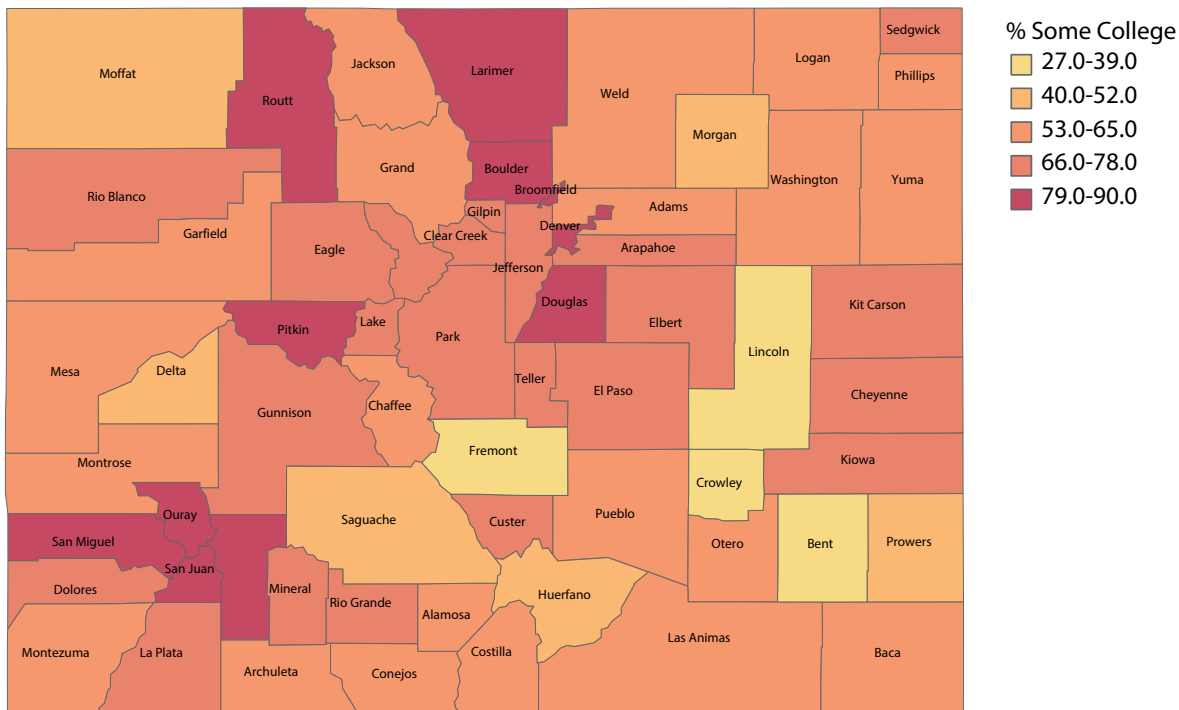 % Some College
27.0-39.0
40.0-52.0
53.0-65.0
66.0-78.0
79.0-90.0
Sedgwick
Logan
Jackson
Larimer
Moffat
Phillips
Weld
Routt
Morgan
Grand
Boulder
Washington
Yuma
Broomfield
Rio Blanco
Adams
Gilpin
Denver
Garfield
Clear Creek
Arapahoe
Eagle
Jefferson
Douglas
Kit Carson
Lake
Elbert
Pitkin
Park
Lincoln
Mesa
Delta
Teller
El Paso
Cheyenne
Chaffee
Gunnison
Fremont
Kiowa
Montrose
Crowley
Ouray
Pueblo
Saguache
Custer
San Miguel
Otero
Bent
Prowers
San Juan
Dolores
Mineral
Huerfano
Rio Grande
Alamosa
Las Animas
Montezuma
La Plata
Costilla
Baca
Archuleta
Conejos